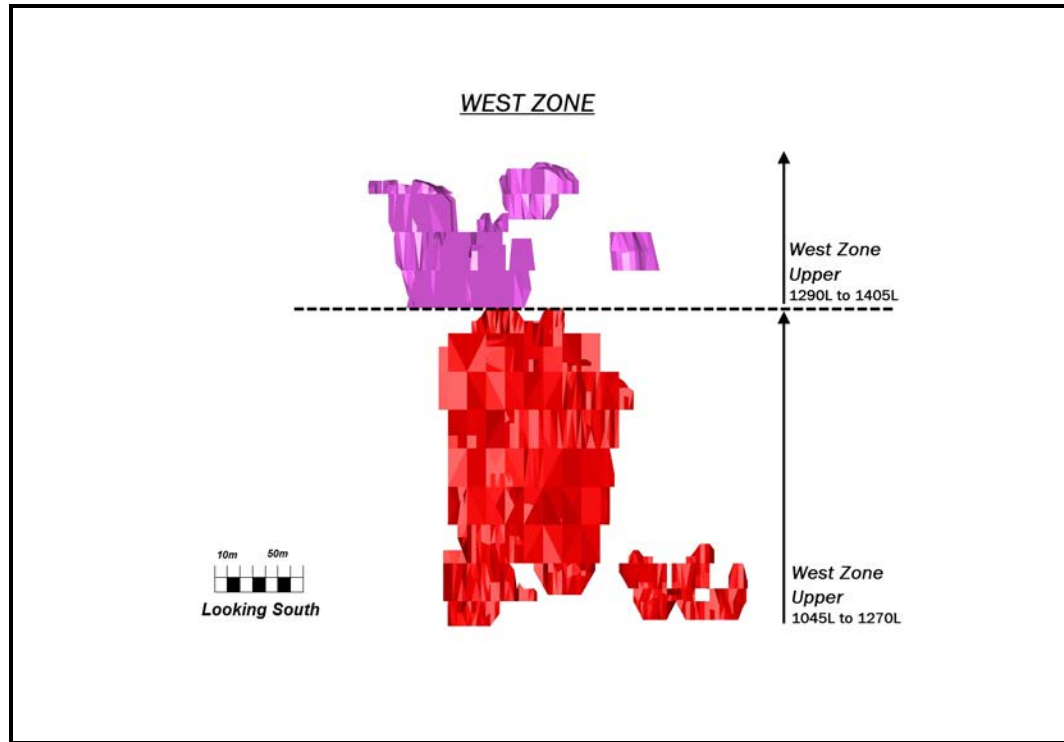 WEST ZONE
West Zone
Upper
1290L to 1405L
10m 50m
Looking South
West Zone
Upper
1045L to 1270L